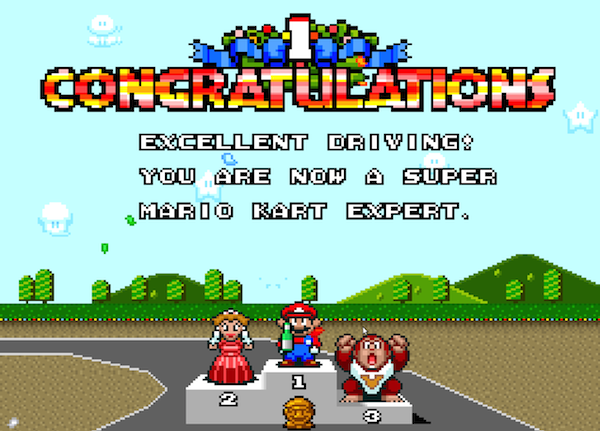 1
CONGRATULATIONS
EXCELLENT DRIVING!
YOU ARE NOW A SUPER
MARIO KART EXPERT.
1
2
3